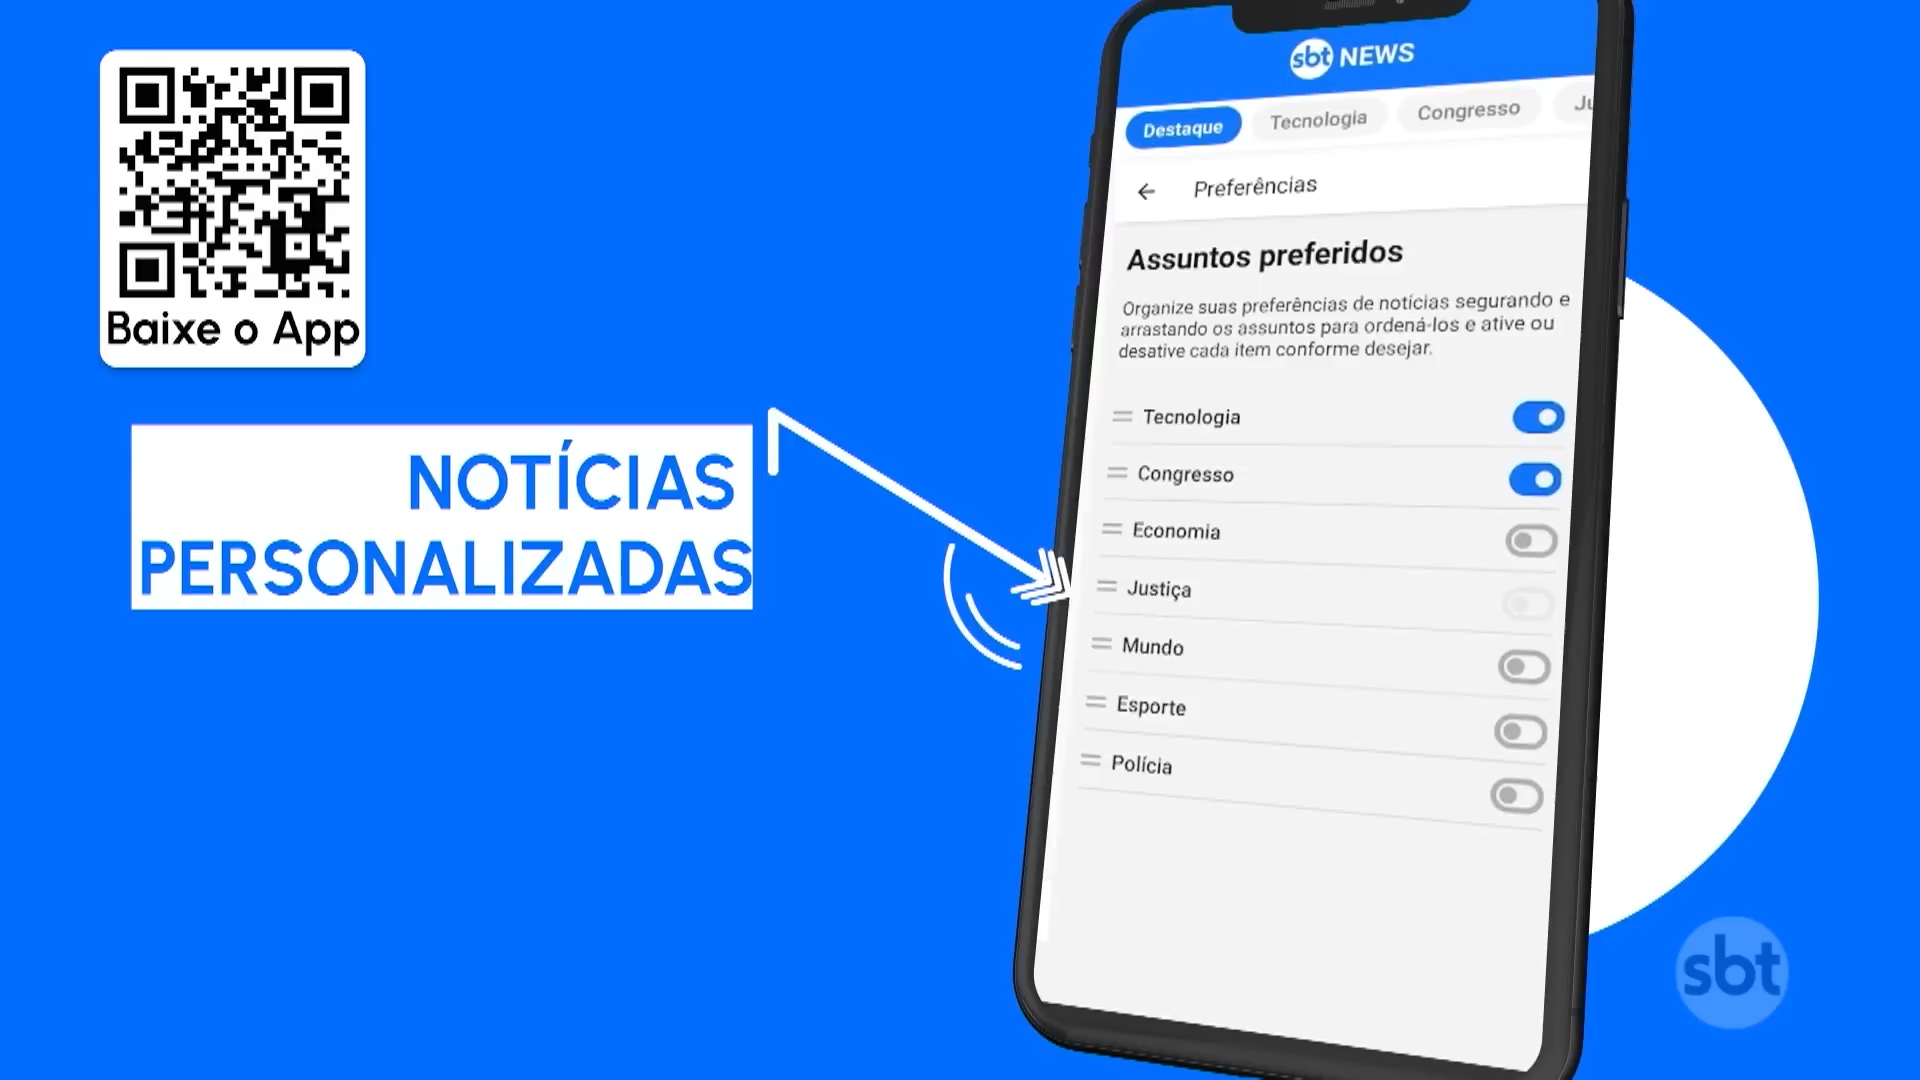 Baixe o App
NOTÍCIAS
PERSONALIZADAS
sbt NEWS
Destaque
Tecnologia
Congresso
Ju
Preferências
Assuntos preferidos
Organize suas preferências de notícias segurando e
arrastando os assuntos para ordená-los e ative ou
desative cada item conforme desejar.
Tecnologia
Congresso
Economia
Justiça
Mundo
Esporte
Polícia
sbt